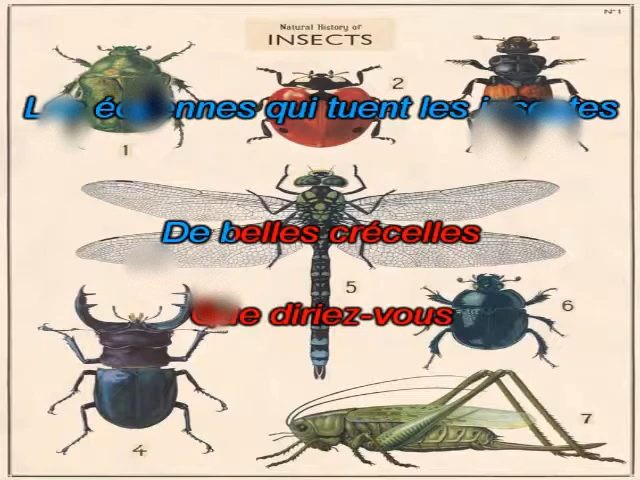 N°1
Natural History of
INSECTS
2
qui tuent les
1
De belles crécelles
5
6
Que diriez-vous
7
4